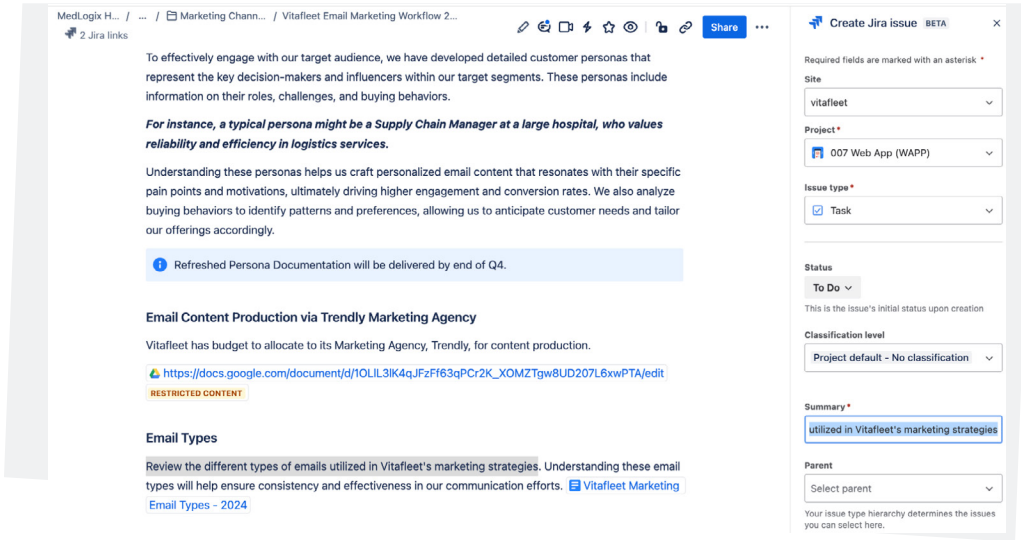 MedLogix H... / ... / Marketing Chann... / Vitafleet Email Marketing Workflow 2...
2 Jira links
Share
To effectively engage with our target audience, we have developed detailed customer personas that
represent the key decision-makers and influencers within our target segments. These personas include
information on their roles, challenges, and buying behaviors.
For instance, a typical persona might be a Supply Chain Manager at a large hospital, who values
reliability and efficiency in logistics services.
Understanding these personas helps us craft personalized email content that resonates with their specific
pain points and motivations, ultimately driving higher engagement and conversion rates. We also analyze
buying behaviors to identify patterns and preferences, allowing us to anticipate customer needs and tailor
our offerings accordingly.
Refreshed Persona Documentation will be delivered by end of Q4.
Email Content Production via Trendly Marketing Agency
Vitafleet has budget to allocate to its Marketing Agency, Trendly, for content production.
https://docs.google.com/document/d/1OLlL3lK4qJFzFf63qPCr2K_XOMZTgw8UD207L6xwPTA/edit
RESTRICTED CONTENT
Email Types
Review the different types of emails utilized in Vitafleet's marketing strategies. Understanding these email
types will help ensure consistency and effectiveness in our communication efforts. Vitafleet Marketing
Email Types - 2024
Create Jira issue BETA
Required fields are marked with an asterisk *
Site
vitafleet
Project*
007 Web App (WAPP)
Issue type*
Task
Status
To Do
This is the issue's initial status upon creation
Classification level
Project default - No classification
Summary*
utilized in Vitafleet's marketing strategies
Parent
Select parent
Your issue type hierarchy determines the issues
you can select here.